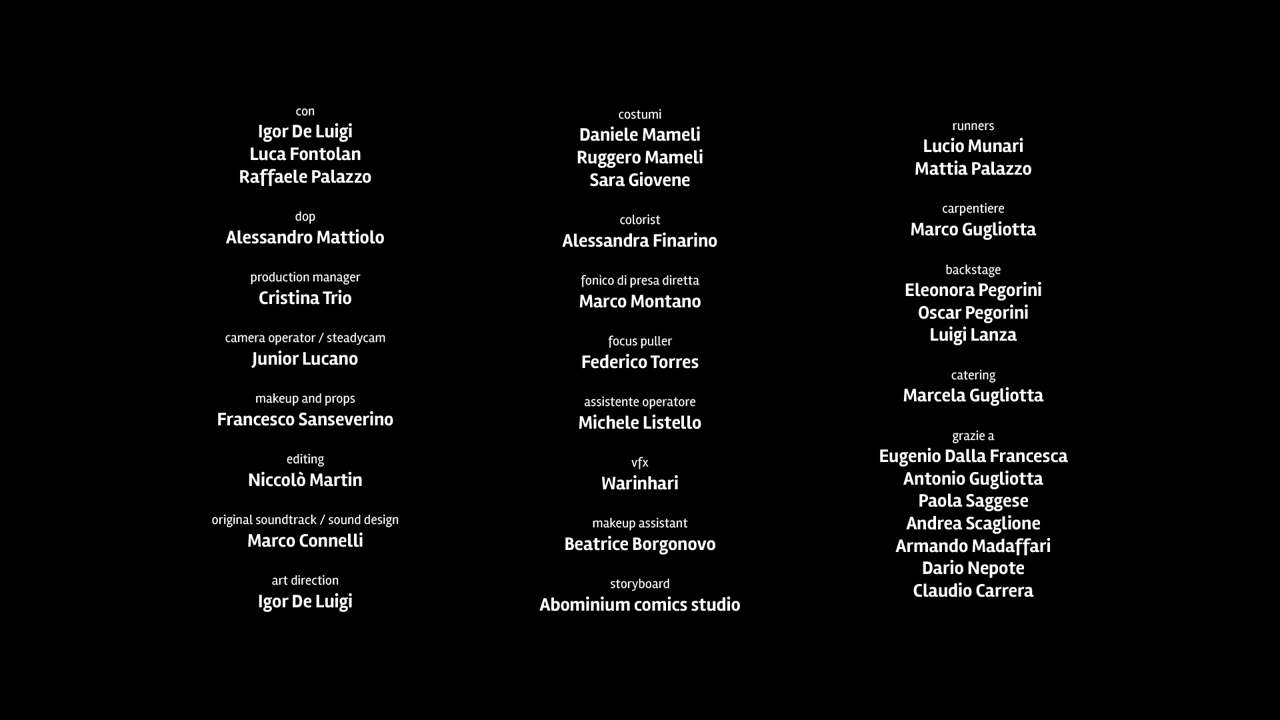 con
Igor De Luigi
Luca Fontolan
Raffaele Palazzo
dop
Alessandro Mattiolo
production manager
Cristina Trio
camera operator / steadycam
Junior Lucano
makeup and props
Francesco Sanseverino
editing
Niccolò Martin
original soundtrack / sound design
Marco Connelli
art direction
Igor De Luigi
costumi
Daniele Mameli
Ruggero Mameli
Sara Giovene
colorist
Alessandra Finarino
fonico di presa diretta
Marco Montano
focus puller
Federico Torres
assistente operatore
Michele Listello
vfx
Warinhari
makeup assistant
Beatrice Borgonovo
storyboard
Abominium comics studio
runners
Lucio Munari
Mattia Palazzo
carpentiere
Marco Gugliotta
backstage
Eleonora Pegorini
Oscar Pegorini
Luigi Lanza
catering
Marcela Gugliotta
grazie a
Eugenio Dalla Francesca
Antonio Gugliotta
Paola Saggese
Andrea Scaglione
Armando Madaffari
Dario Nepote
Claudio Carrera